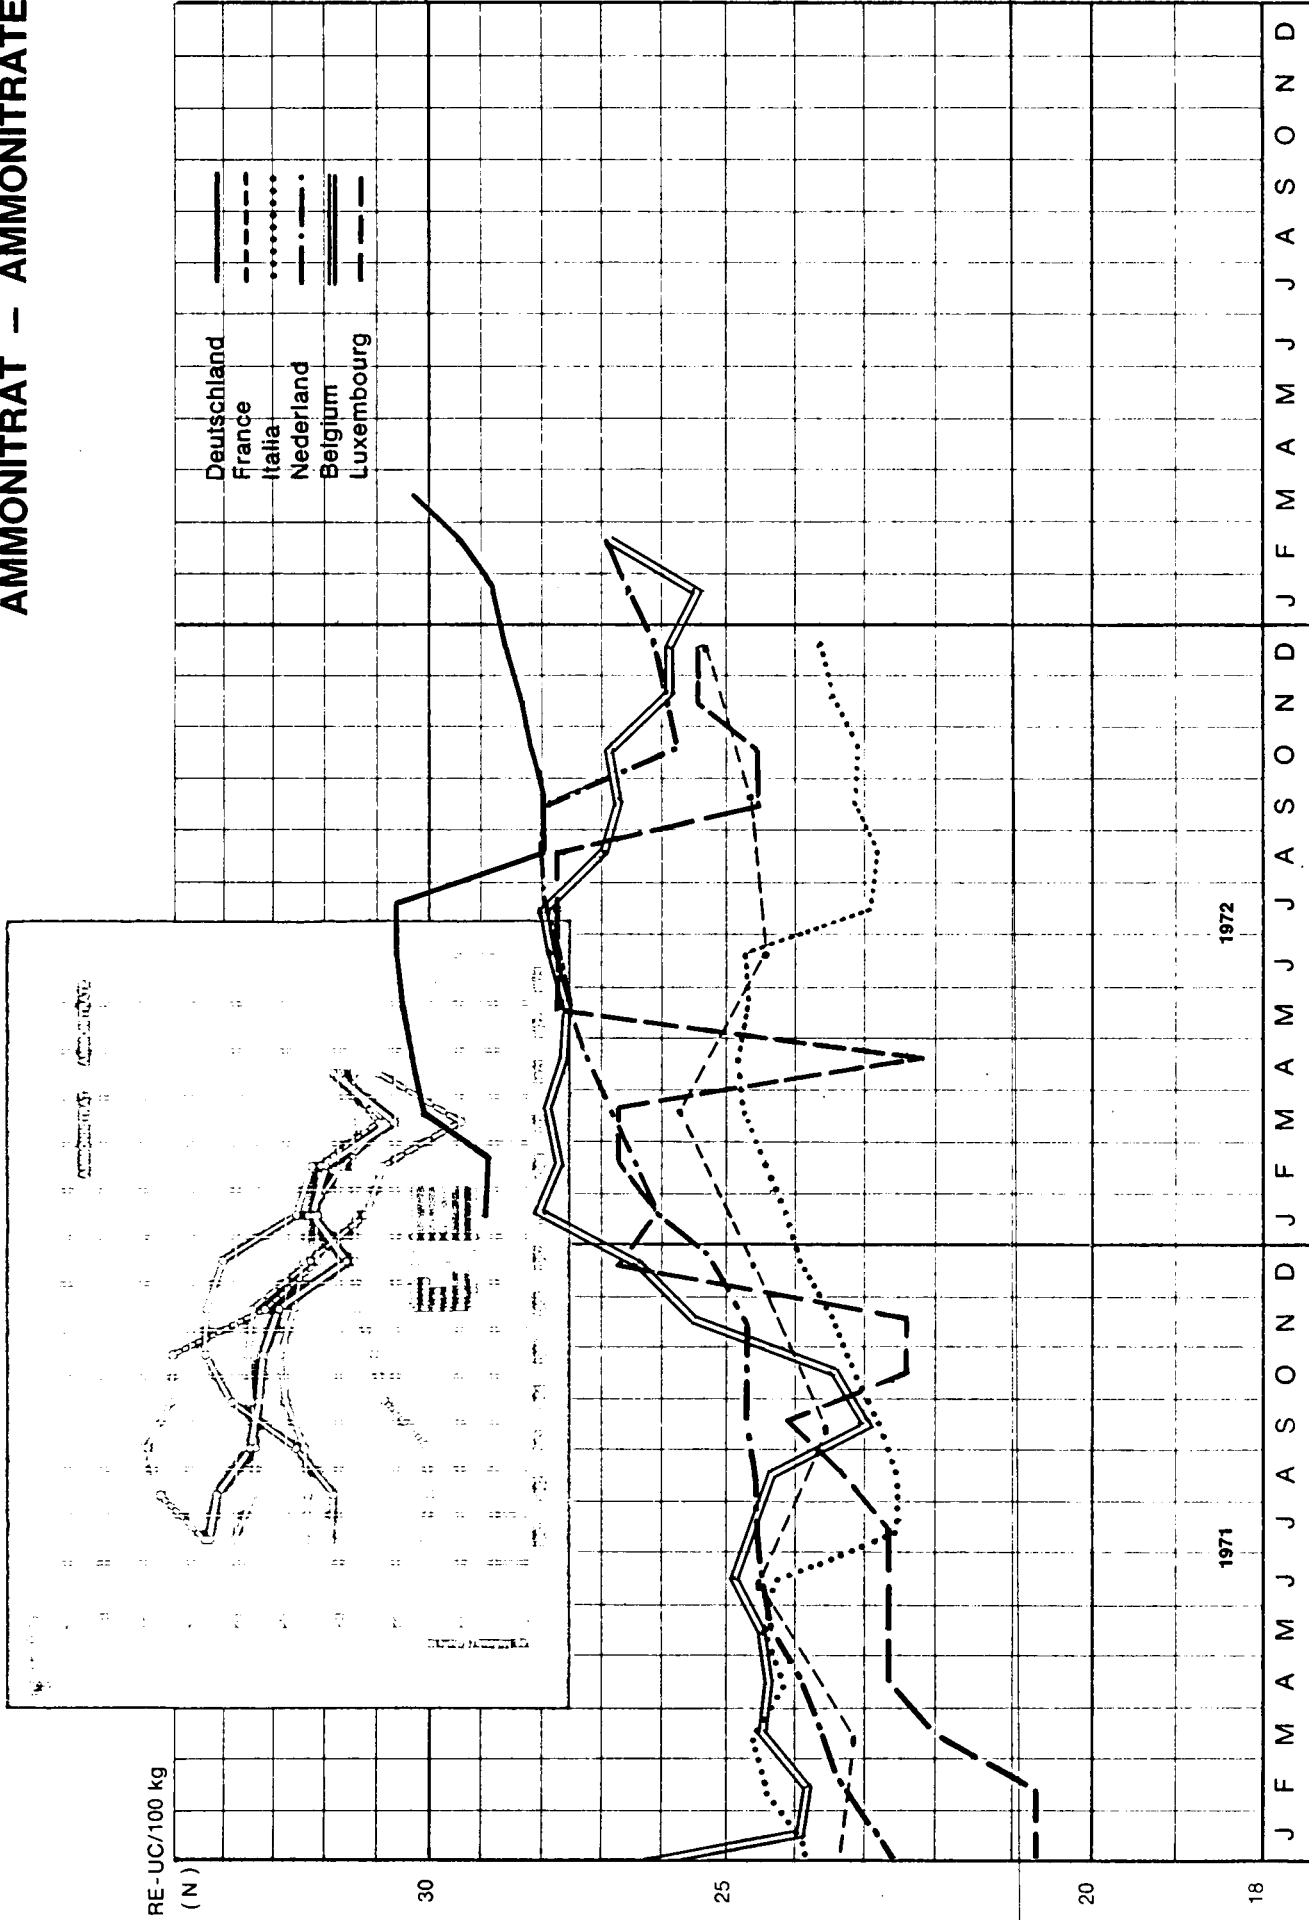 AMMONITRAT – AMMONITRATE
RE-UC/100 kg
(N)
Deutschland
France
Italia
Nederland
Belgium
Luxembourg
30
25
20
18
J F M A M J J A S O N D J F M A M J J A S O N D J F M A M J J A S O N D
1971 1972